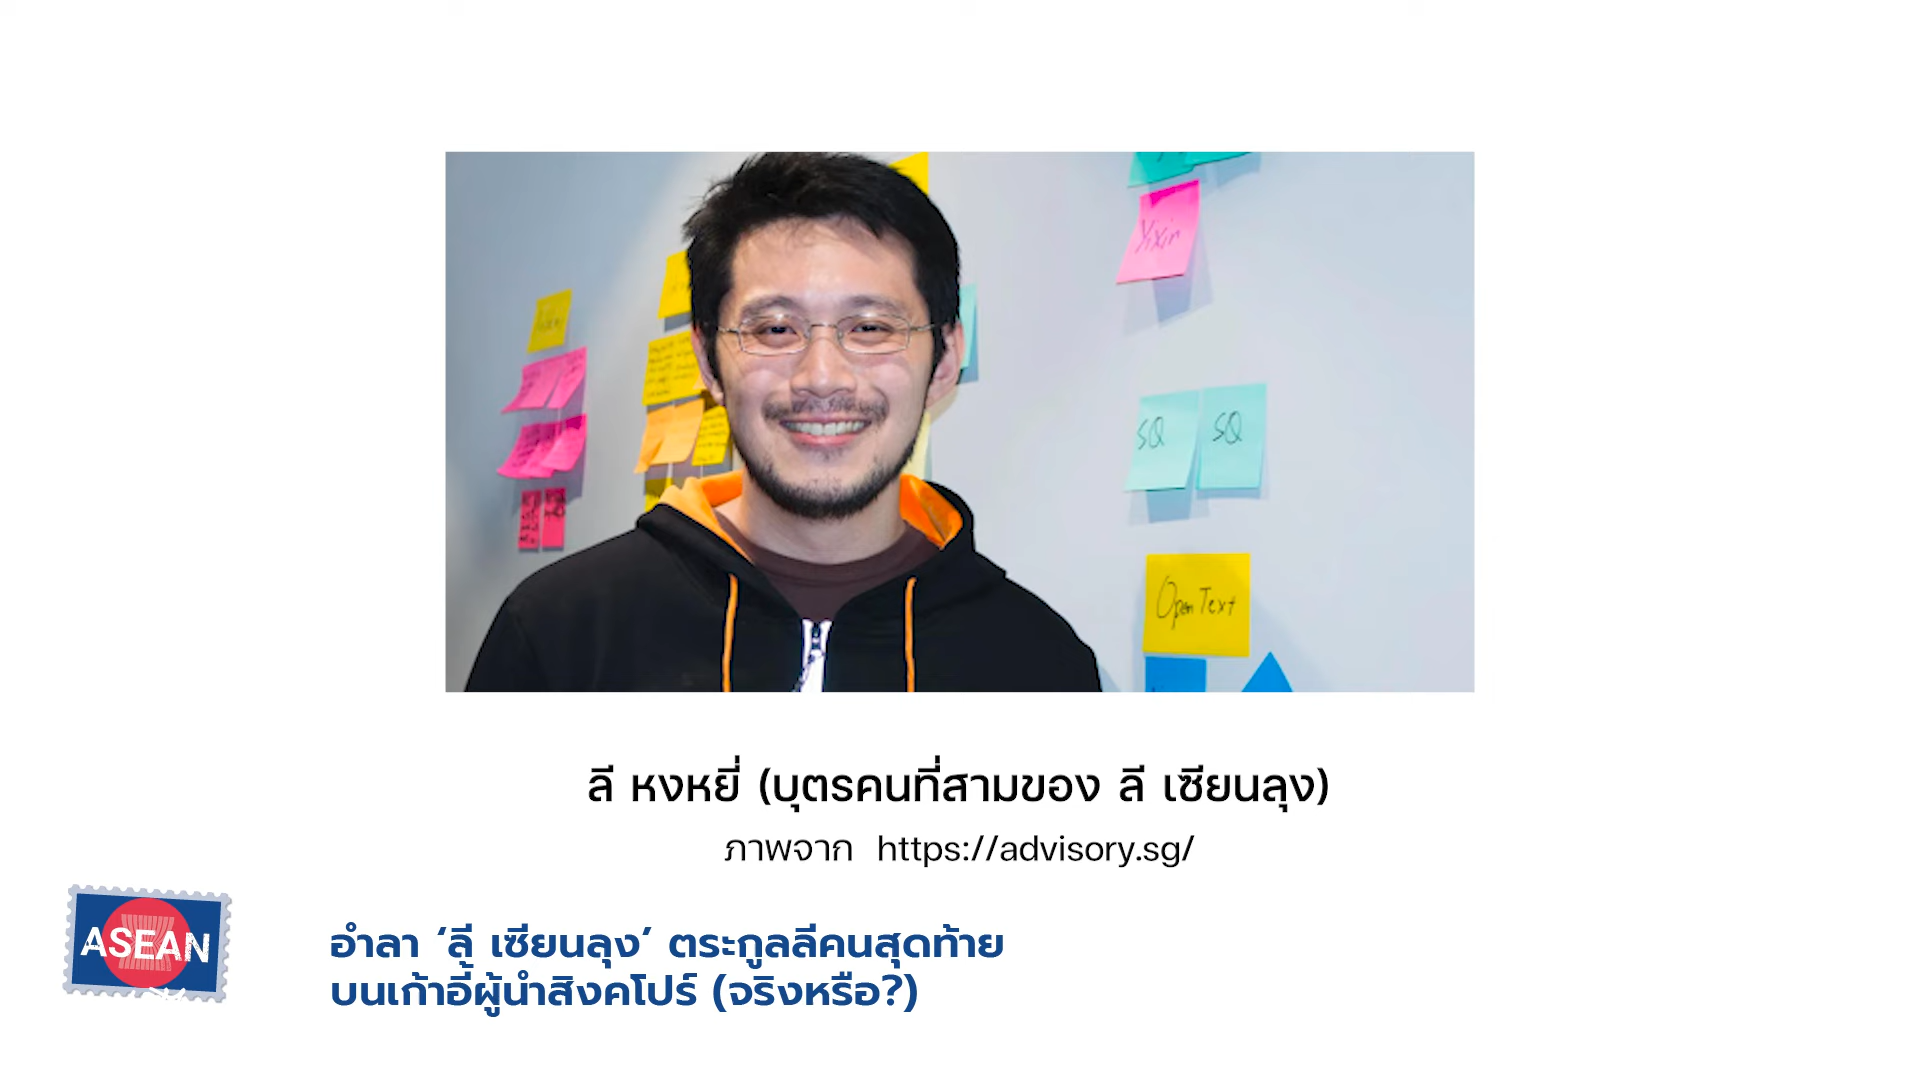 Yixin
SQ
SQ
Open Text
ลี หงหยี่ (บุตรคนที่สามของ ลี เซียนลุง)
ภาพจาก https://advisory.sg/
ASEAN
อำลา ‘ลี เซียนลุง’ ตระกูลลีคนสุดท้าย
บนเก้าอี้ผู้นำสิงคโปร์ (จริงหรือ?)